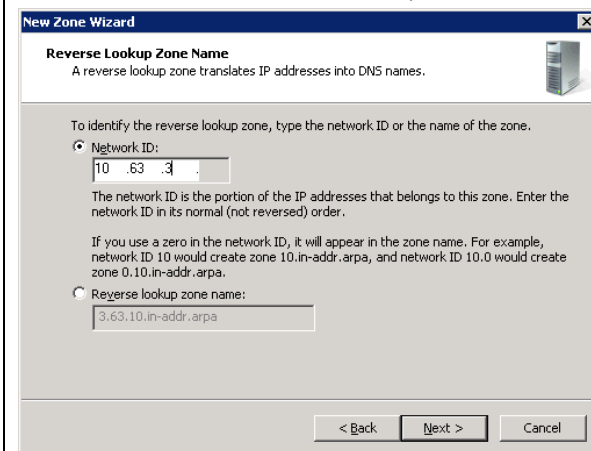 New Zone Wizard
Reverse Lookup Zone Name
A reverse lookup zone translates IP addresses into DNS names.
To identify the reverse lookup zone, type the network ID or the name of the zone.
Network ID:
10 .63 .3 .
The network ID is the portion of the IP addresses that belongs to this zone. Enter the
network ID in its normal (not reversed) order.
If you use a zero in the network ID, it will appear in the zone name. For example,
network ID 10 would create zone 10.in-addr.arpa, and network ID 10.0 would create
zone 0.10.in-addr.arpa.
Reverse lookup zone name:
3.63.10.in-addr.arpa
< Back Next > Cancel